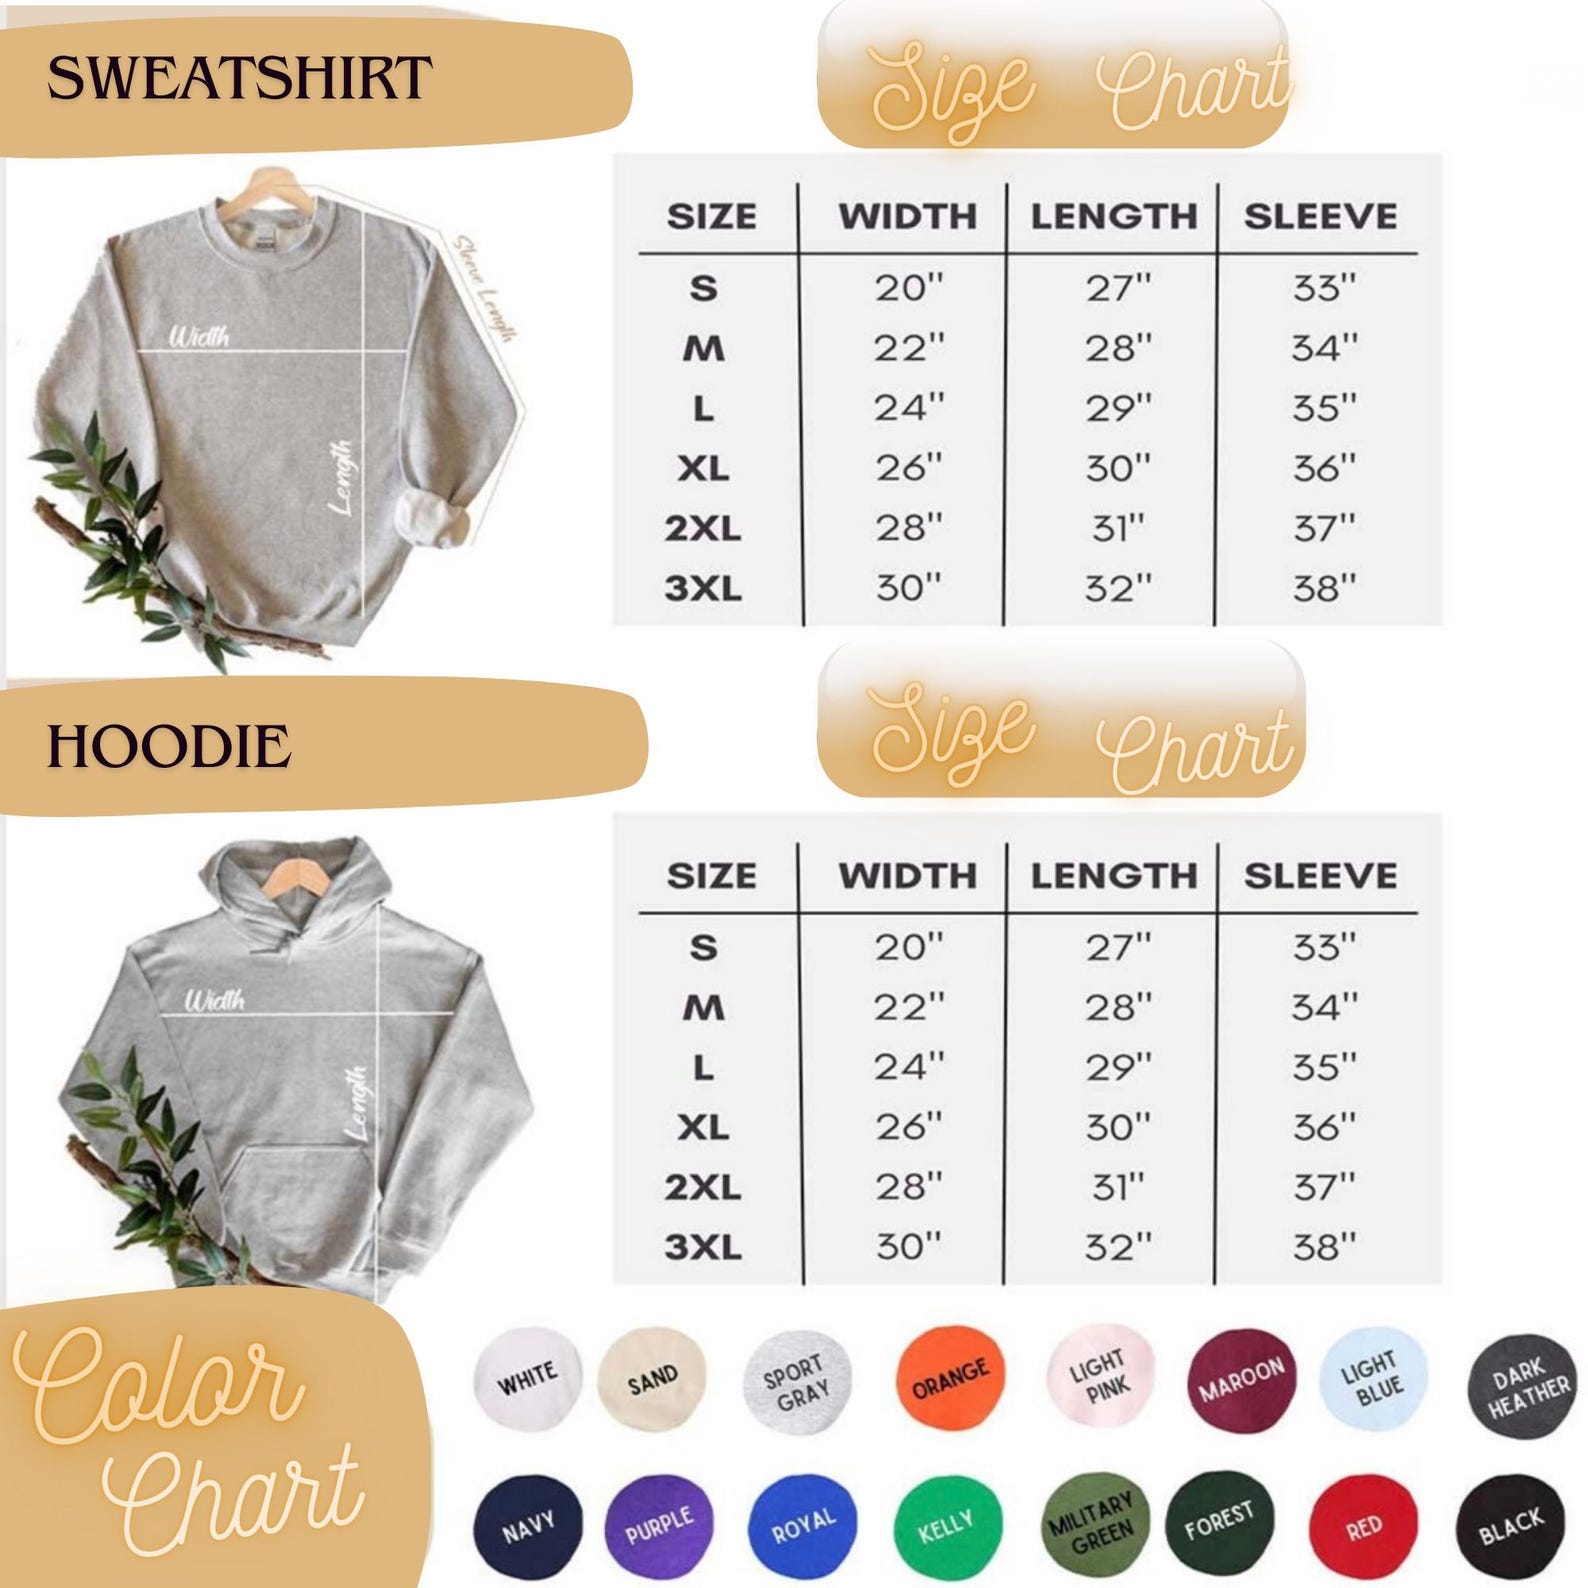 SWEATSHIRT
Size Chart
Width
Length
Sleeve Length
SIZE WIDTH LENGTH SLEEVE
S 20" 27" 33"
M 22" 28" 34"
L 24" 29" 35"
XL 26" 30" 36"
2XL 28" 31" 37"
3XL 30" 32" 38"
HOODIE
Size Chart
Width
Length
SIZE WIDTH LENGTH SLEEVE
S 20" 27" 33"
M 22" 28" 34"
L 24" 29" 35"
XL 26" 30" 36"
2XL 28" 31" 37"
3XL 30" 32" 38"
Color
Chart
WHITE
SAND
SPORT
GRAY
ORANGE
LIGHT
PINK
MAROON
LIGHT
BLUE
DARK
HEATHER
NAVY
PURPLE
ROYAL
KELLY
MILITARY
GREEN
FOREST
RED
BLACK